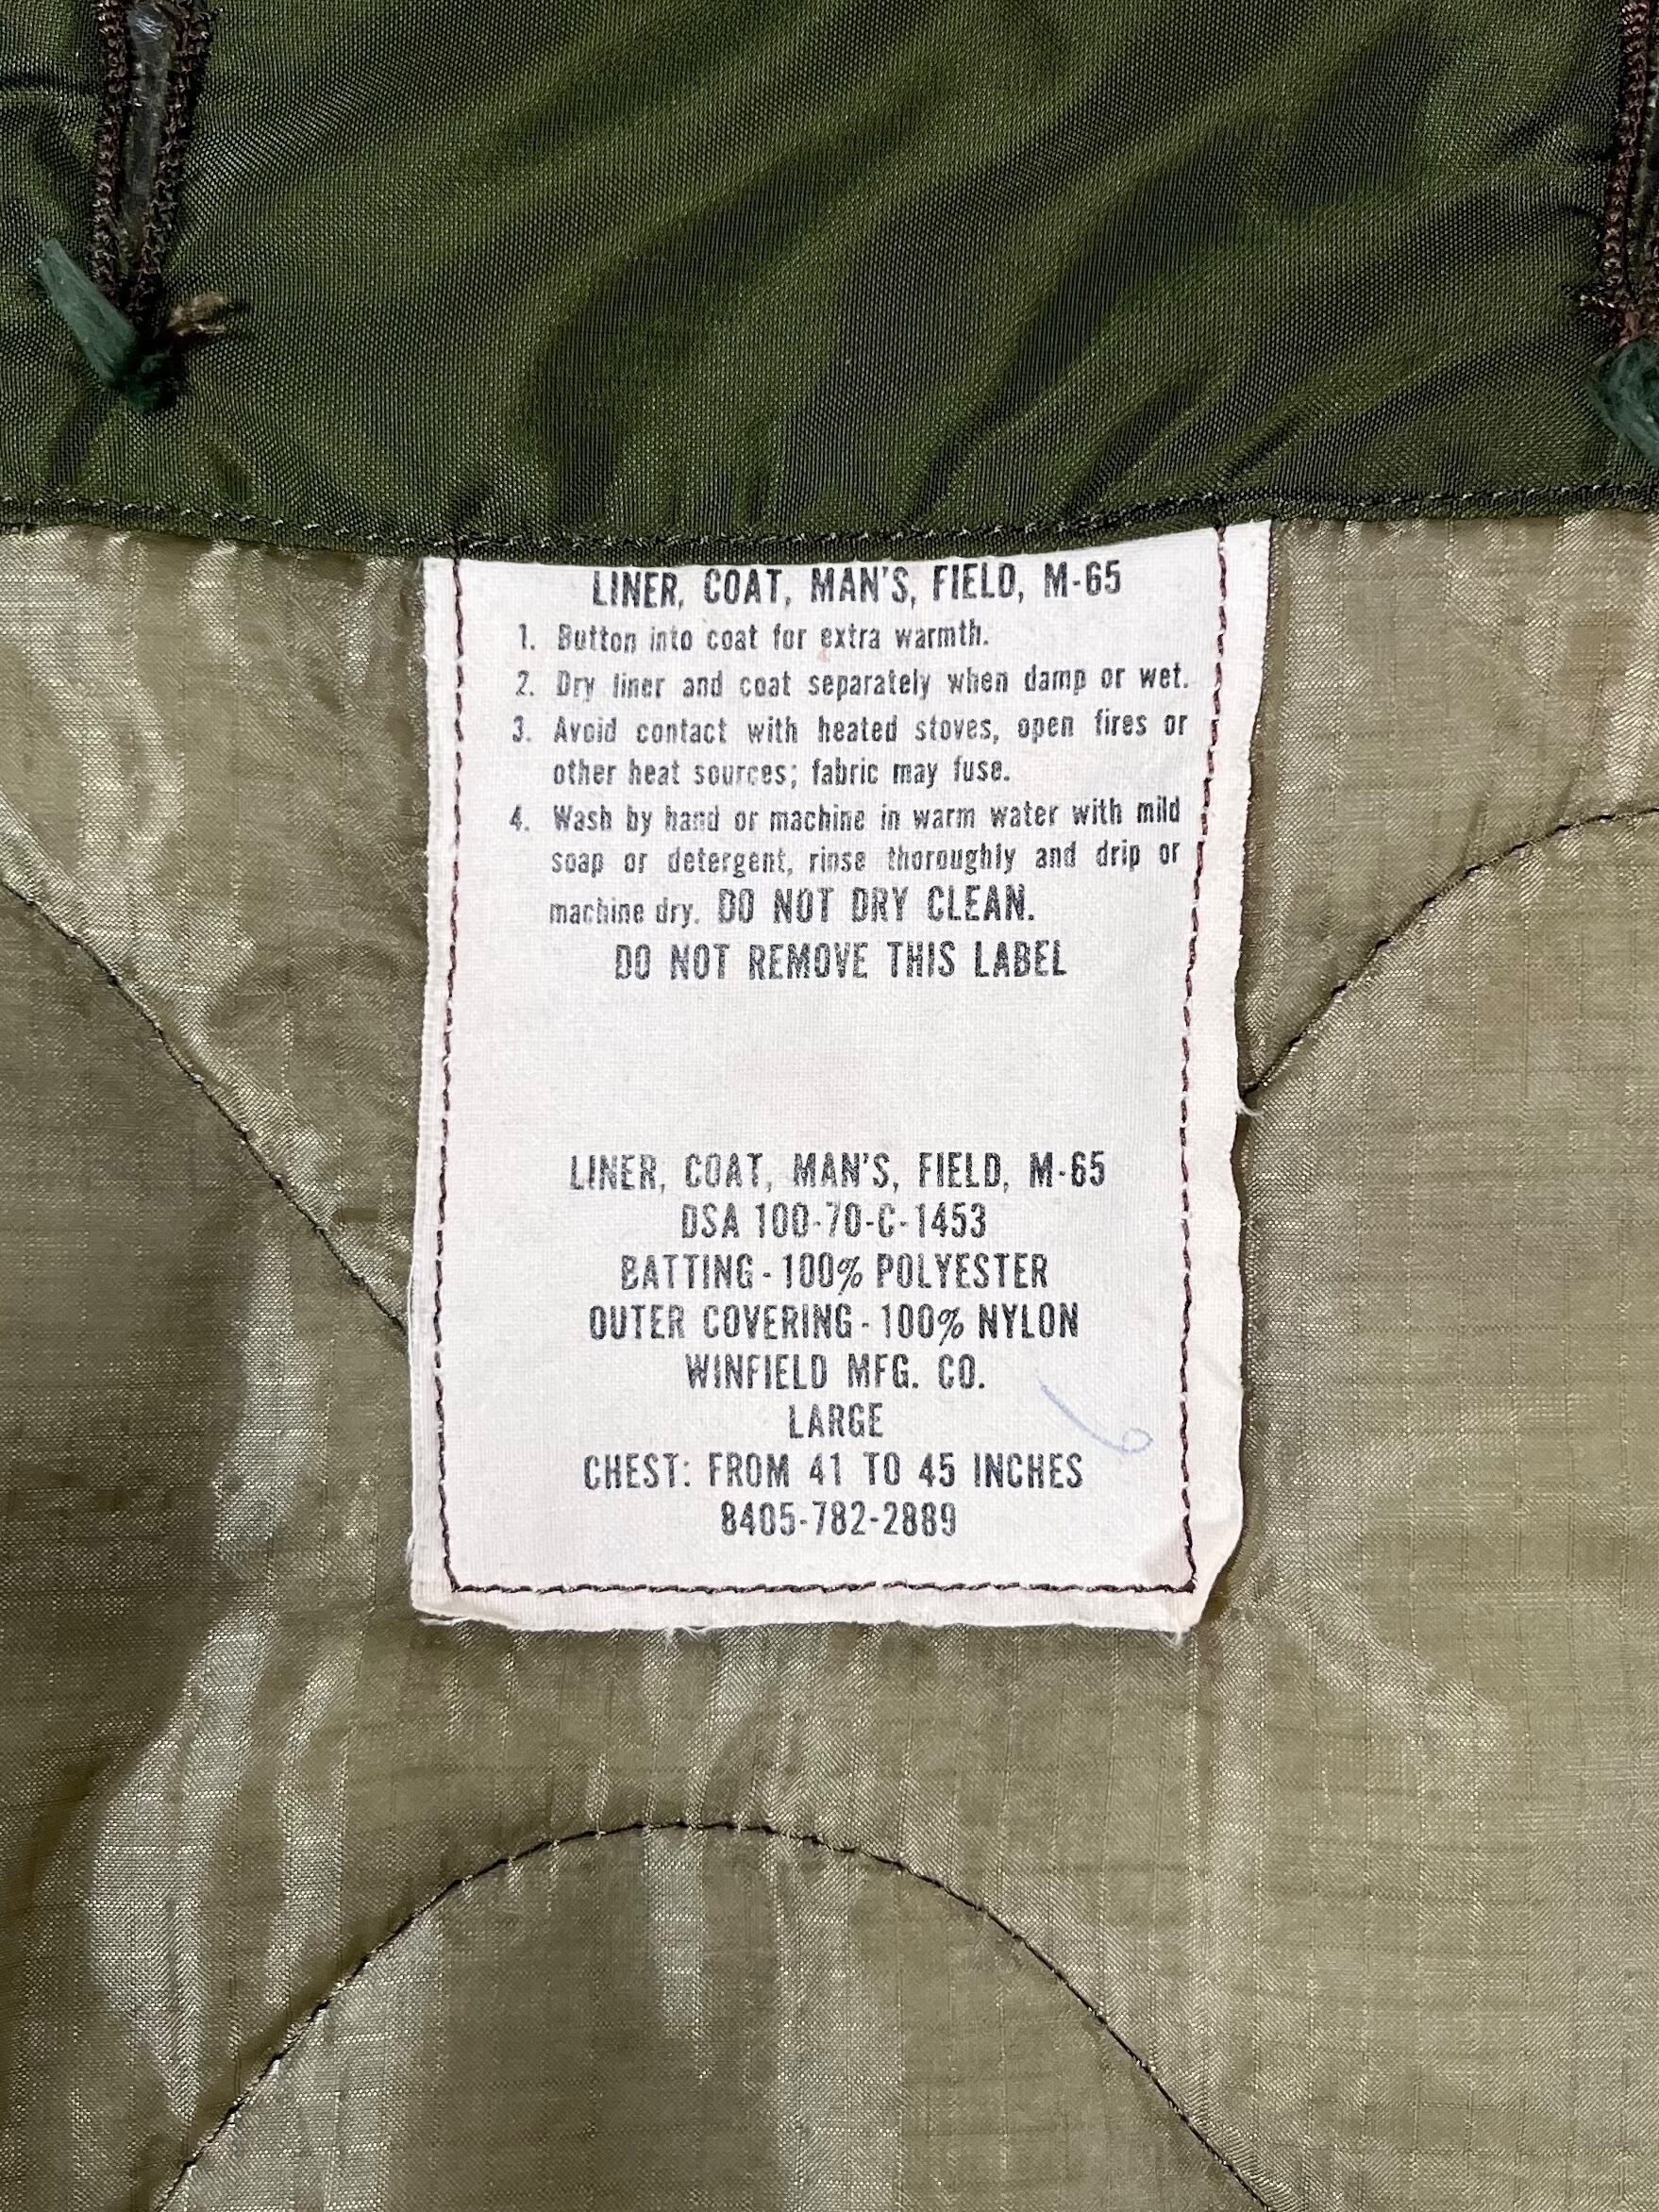 LINER, COAT, MAN'S, FIELD, M-65
1. Button into coat for extra warmth.
2. Dry liner and coat separately when damp or wet.
3. Avoid contact with heated stoves, open fires or
other heat sources; fabric may fuse.
4. Wash by hand or machine in warm water with mild
soap or detergent, rinse thoroughly and drip or
machine dry. DO NOT DRY CLEAN.
DO NOT REMOVE THIS LABEL
LINER, COAT, MAN'S, FIELD, M-65
DSA 100-70-C-1453
BATTING - 100% POLYESTER
OUTER COVERING - 100% NYLON
WINFIELD MFG. CO.
LARGE
CHEST: FROM 41 TO 45 INCHES
8405-782-2889